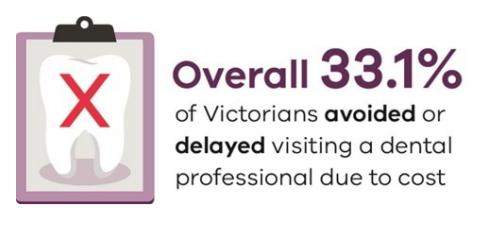 Overall 33.1%
of Victorians avoided or
delayed visiting a dental
professional due to cost